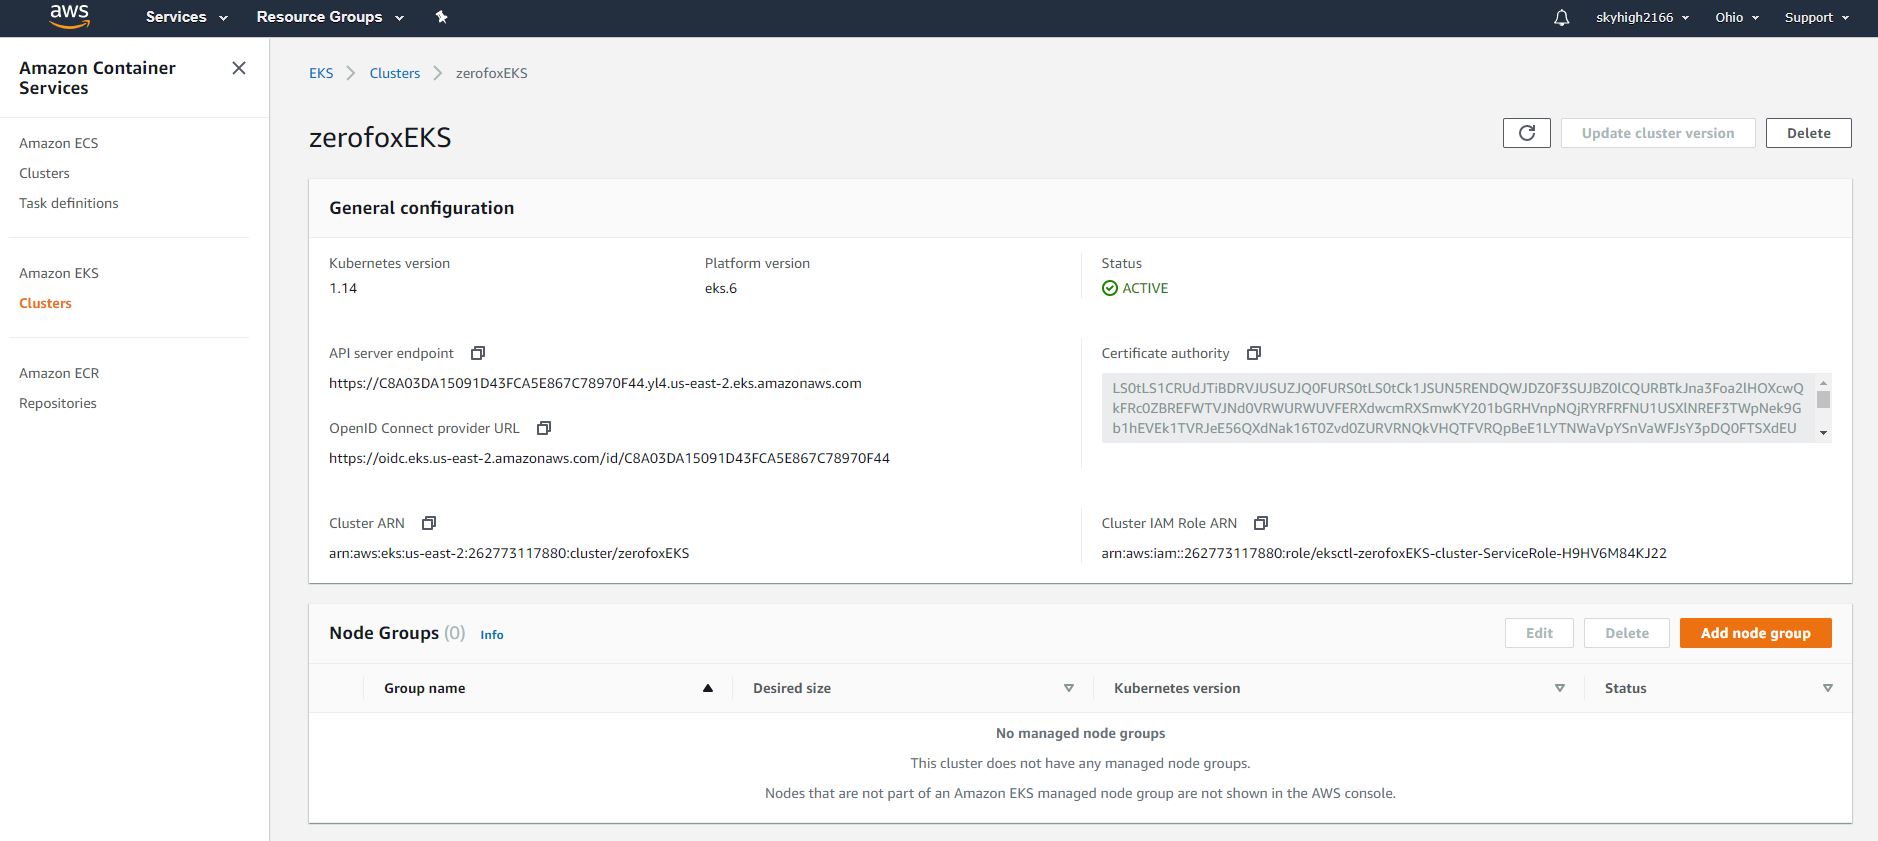 aws Services Resource Groups skyhigh2166 Ohio Support
Amazon Container
Services
Amazon ECS
Clusters
Task definitions
Amazon EKS
Clusters
Amazon ECR
Repositories
EKS Clusters zerofoxEKS
zerofoxEKS
Update cluster version Delete
General configuration
Kubernetes version
1.14
Platform version
eks.6
Status
ACTIVE
API server endpoint
https://C8A03DA15091D43FCA5E867C78970F44.yl4.us-east-2.eks.amazonaws.com
OpenID Connect provider URL
https://oidc.eks.us-east-2.amazonaws.com/id/C8A03DA15091D43FCA5E867C78970F44
Certificate authority
Cluster ARN
arn:aws:eks:us-east-2:262773117880:cluster/zerofoxEKS
Cluster IAM Role ARN
arn:aws:iam::262773117880:role/eksctl-zerofoxEKS-cluster-ServiceRole-H9HV6M84KJ22
Node Groups (0) Info Edit Delete Add node group
Group name Desired size Kubernetes version Status
No managed node groups
This cluster does not have any managed node groups.
Nodes that are not part of an Amazon EKS managed node group are not shown in the AWS console.